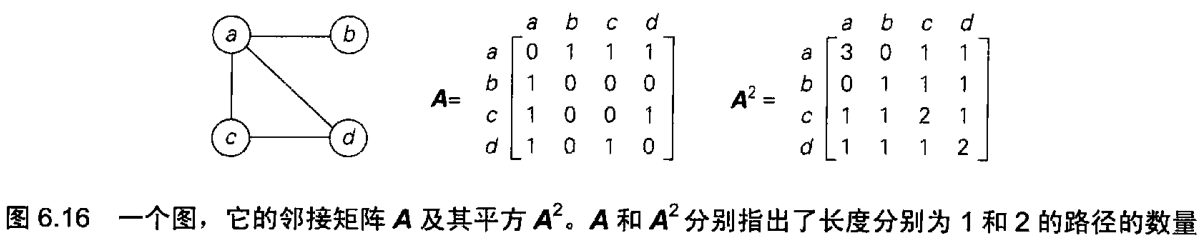 a b c d
a b c d
a b
a 0 1 1 1
a 3 0 1 1
b 1 0 0 0
b 0 1 1 1
A=
A² =
c 1 0 0 1
c 1 1 2 1
c d
d 1 0 1 0
d 1 1 1 2
图 6.16 一个图，它的邻接矩阵 A 及其平方 A²。A 和 A² 分别指出了长度分别为 1 和 2 的路径的数量